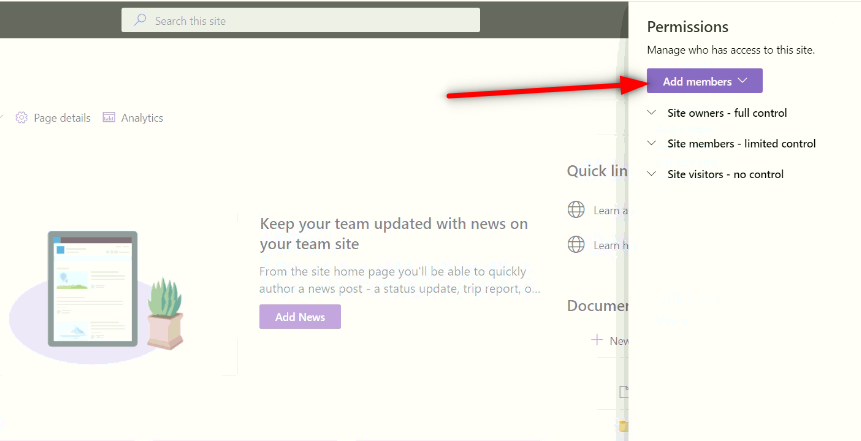 Search this site
Permissions
Manage who has access to this site.
Add members
Site owners - full control
Site members - limited control
Site visitors - no control
Page details
Analytics
Keep your team updated with news on
your team site
From the site home page you'll be able to quickly
author a news post - a status update, trip report, o...
Add News
Quick lin
Learn a
Learn h
Documen
New